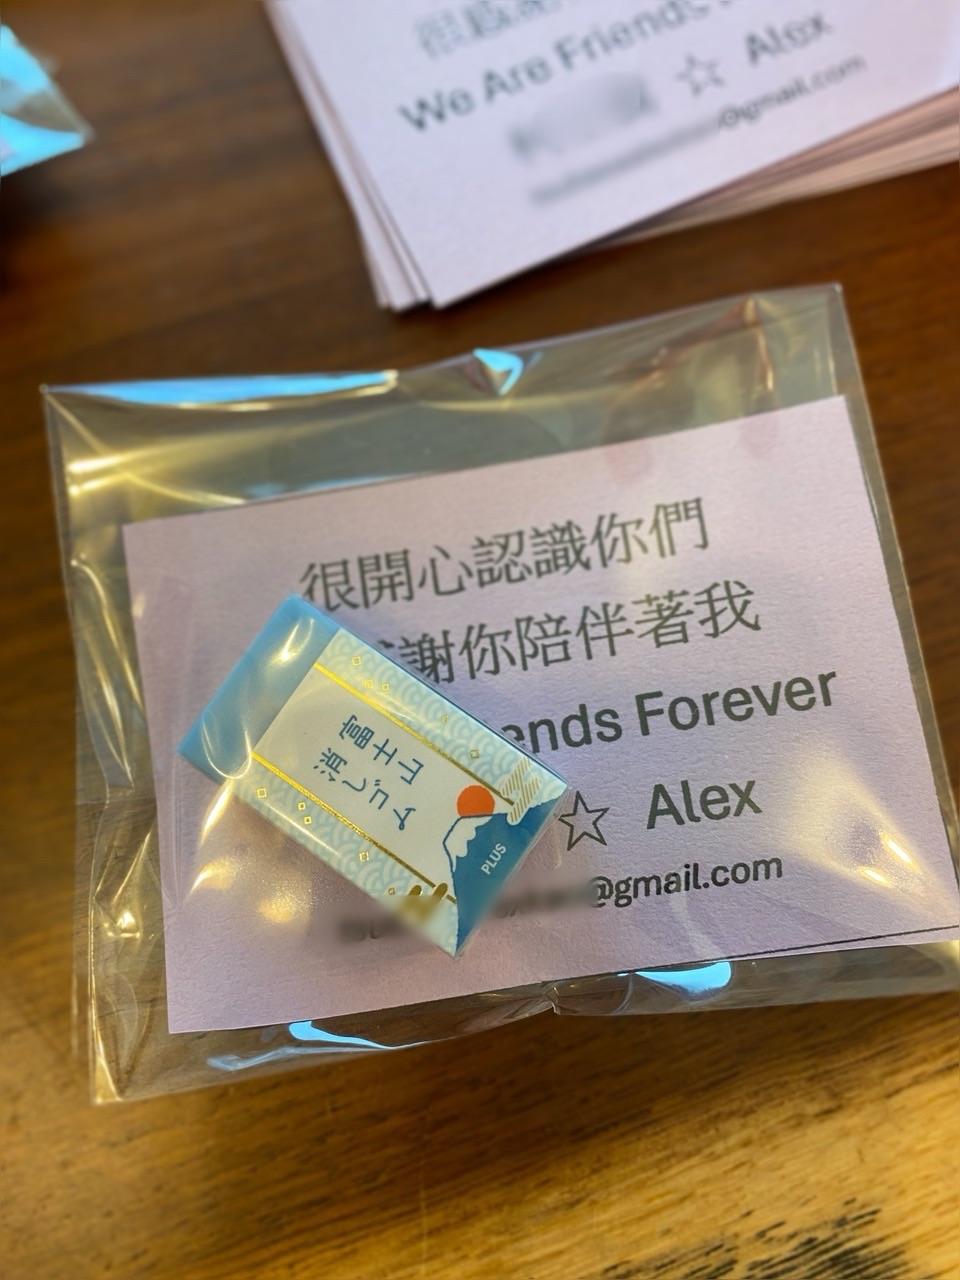 We Are Friends
☆ Alex
@gmail.com
很開心認識你們
謝你陪伴著我
ends Forever
☆ Alex
@gmail.com
富士山
消しゴム
PLUS